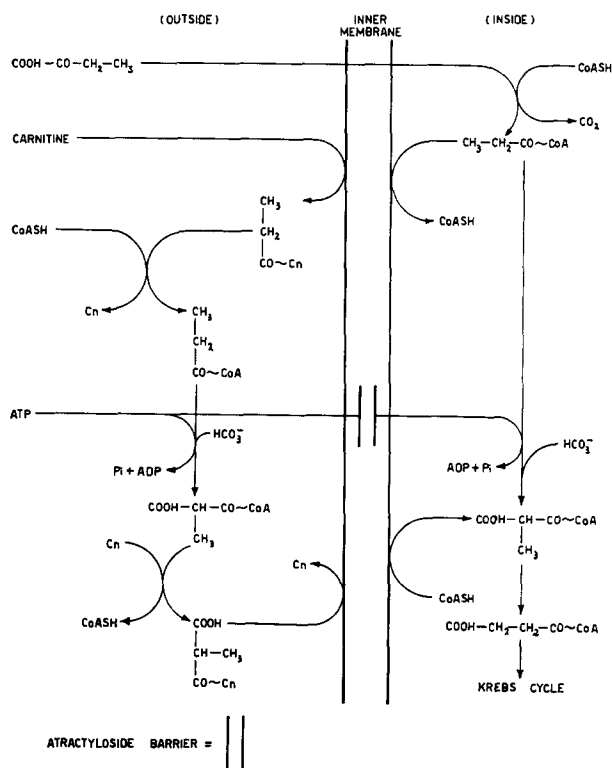 (OUTSIDE)
INNER
MEMBRANE
(INSIDE)
COOH—CO—CH₂—CH₃
CoASH
CO₂
CARNITINE
CH₃—CH₂—CO~CoA
CH₃
CH₂
CO~Cn
CoASH
CoASH
Cn
CH₃
CH₂
CO~CoA
ATP
HCO₃⁻
Pi + ADP
HCO₃⁻
ADP + Pi
COOH—CH—CO~CoA
CH₃
COOH—CH—CO~CoA
CH₃
Cn
Cn
CoASH
CoASH
COOH
CH—CH₃
CO~Cn
COOH—CH₂—CH₂—CO~CoA
KREBS CYCLE
ATRACTYLOSIDE BARRIER =